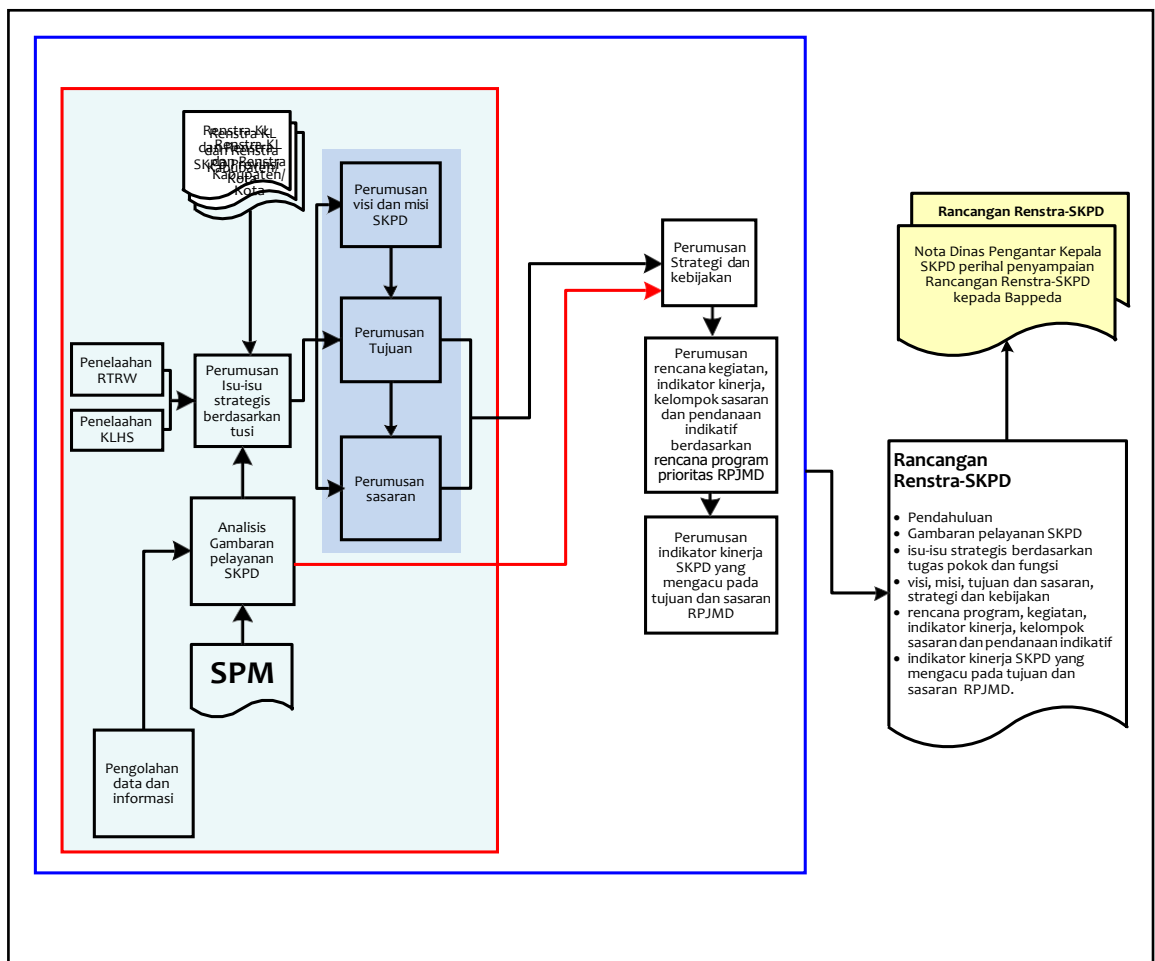 Renstra KL
dan Renstra
Kabupaten/
Kota
Perumusan
visi dan misi
SKPD
Perumusan
Tujuan
Perumusan
sasaran
Penelaahan
RTRW
Penelaahan
KLHS
Perumusan
Isu-isu
strategis
berdasarkan
tusi
Analisis
Gambaran
pelayanan
SKPD
SPM
Pengolahan
data dan
informasi
Perumusan
Strategi dan
kebijakan
Perumusan
rencana kegiatan,
indikator kinerja,
kelompok sasaran
dan pendanaan
indikatif
berdasarkan
rencana program
prioritas RPJMD
Perumusan
indikator kinerja
SKPD yang
mengacu pada
tujuan dan sasaran
RPJMD
Rancangan Renstra-SKPD
Nota Dinas Pengantar Kepala
SKPD perihal penyampaian
Rancangan Renstra-SKPD
kepada Bappeda
Rancangan
Renstra-SKPD
• Pendahuluan
• Gambaran pelayanan SKPD
• isu-isu strategis berdasarkan
tugas pokok dan fungsi
• visi, misi, tujuan dan sasaran,
strategi dan kebijakan
• rencana program, kegiatan,
indikator kinerja, kelompok
sasaran dan pendanaan indikatif
• indikator kinerja SKPD yang
mengacu pada tujuan dan
sasaran RPJMD.